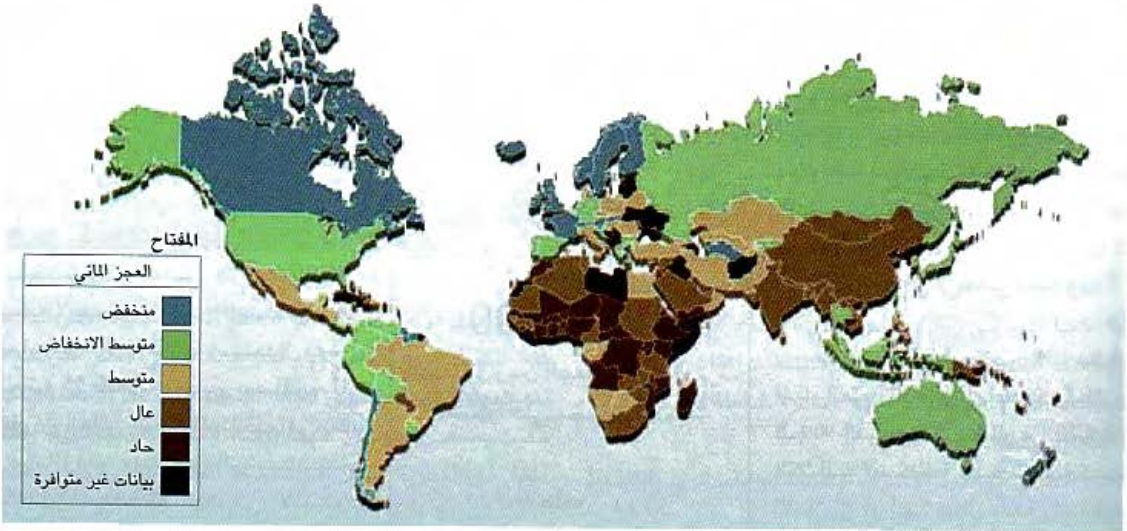 المفتاح
العجز المائي
منخفض
متوسط الانخفاض
متوسط
عال
حاد
بيانات غير متوافرة